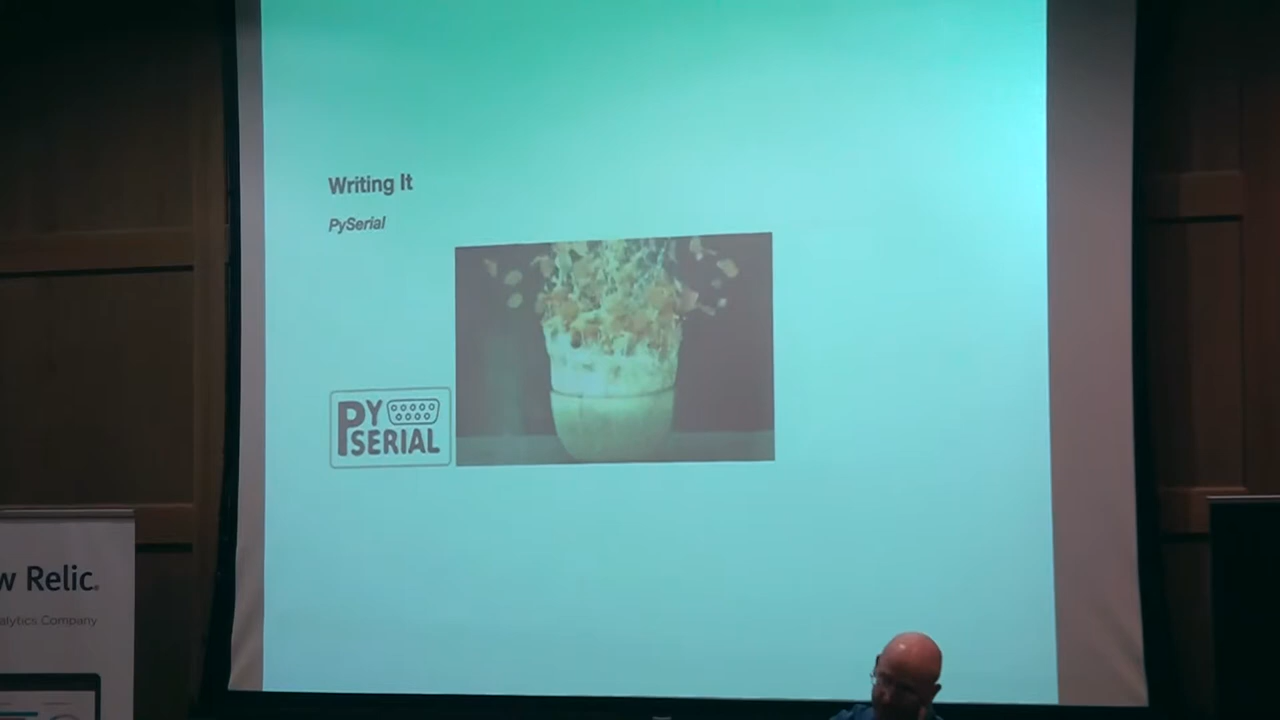 Writing It
PySerial
PY
SERIAL
w Relic.
alytics Company